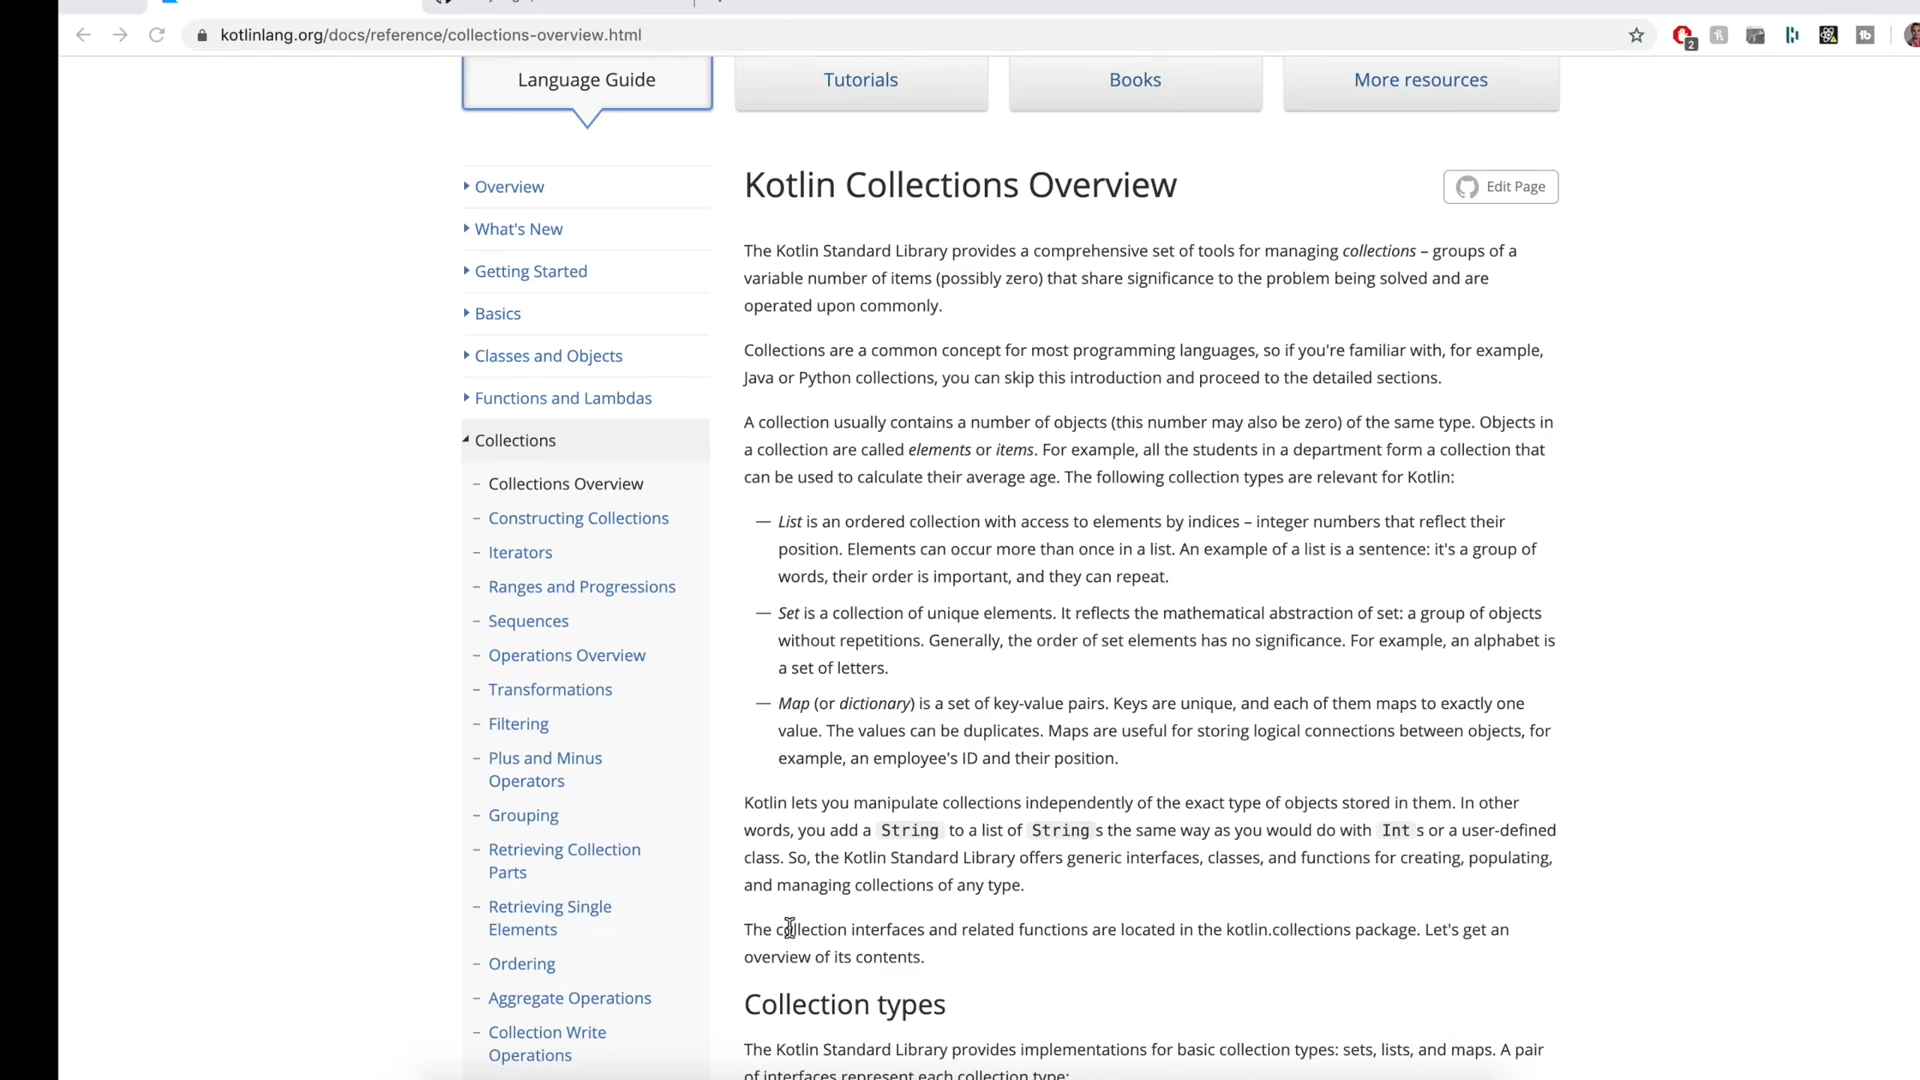 kotlinlang.org/docs/reference/collections-overview.html
2
Language Guide
Tutorials
Books
More resources
Overview
What's New
Getting Started
Basics
Classes and Objects
Functions and Lambdas
Collections
– Collections Overview
– Constructing Collections
– Iterators
– Ranges and Progressions
– Sequences
– Operations Overview
– Transformations
– Filtering
– Plus and Minus
Operators
– Grouping
– Retrieving Collection
Parts
– Retrieving Single
Elements
– Ordering
– Aggregate Operations
– Collection Write
Operations
Kotlin Collections Overview
Edit Page
The Kotlin Standard Library provides a comprehensive set of tools for managing collections – groups of a
variable number of items (possibly zero) that share significance to the problem being solved and are
operated upon commonly.
Collections are a common concept for most programming languages, so if you're familiar with, for example,
Java or Python collections, you can skip this introduction and proceed to the detailed sections.
A collection usually contains a number of objects (this number may also be zero) of the same type. Objects in
a collection are called elements or items. For example, all the students in a department form a collection that
can be used to calculate their average age. The following collection types are relevant for Kotlin:
— List is an ordered collection with access to elements by indices – integer numbers that reflect their
position. Elements can occur more than once in a list. An example of a list is a sentence: it's a group of
words, their order is important, and they can repeat.
— Set is a collection of unique elements. It reflects the mathematical abstraction of set: a group of objects
without repetitions. Generally, the order of set elements has no significance. For example, an alphabet is
a set of letters.
— Map (or dictionary) is a set of key-value pairs. Keys are unique, and each of them maps to exactly one
value. The values can be duplicates. Maps are useful for storing logical connections between objects, for
example, an employee's ID and their position.
Kotlin lets you manipulate collections independently of the exact type of objects stored in them. In other
words, you add a String to a list of Strings the same way as you would do with Ints or a user-defined
class. So, the Kotlin Standard Library offers generic interfaces, classes, and functions for creating, populating,
and managing collections of any type.
The collection interfaces and related functions are located in the kotlin.collections package. Let's get an
overview of its contents.
Collection types
The Kotlin Standard Library provides implementations for basic collection types: sets, lists, and maps. A pair
of interfaces represent each collection type: